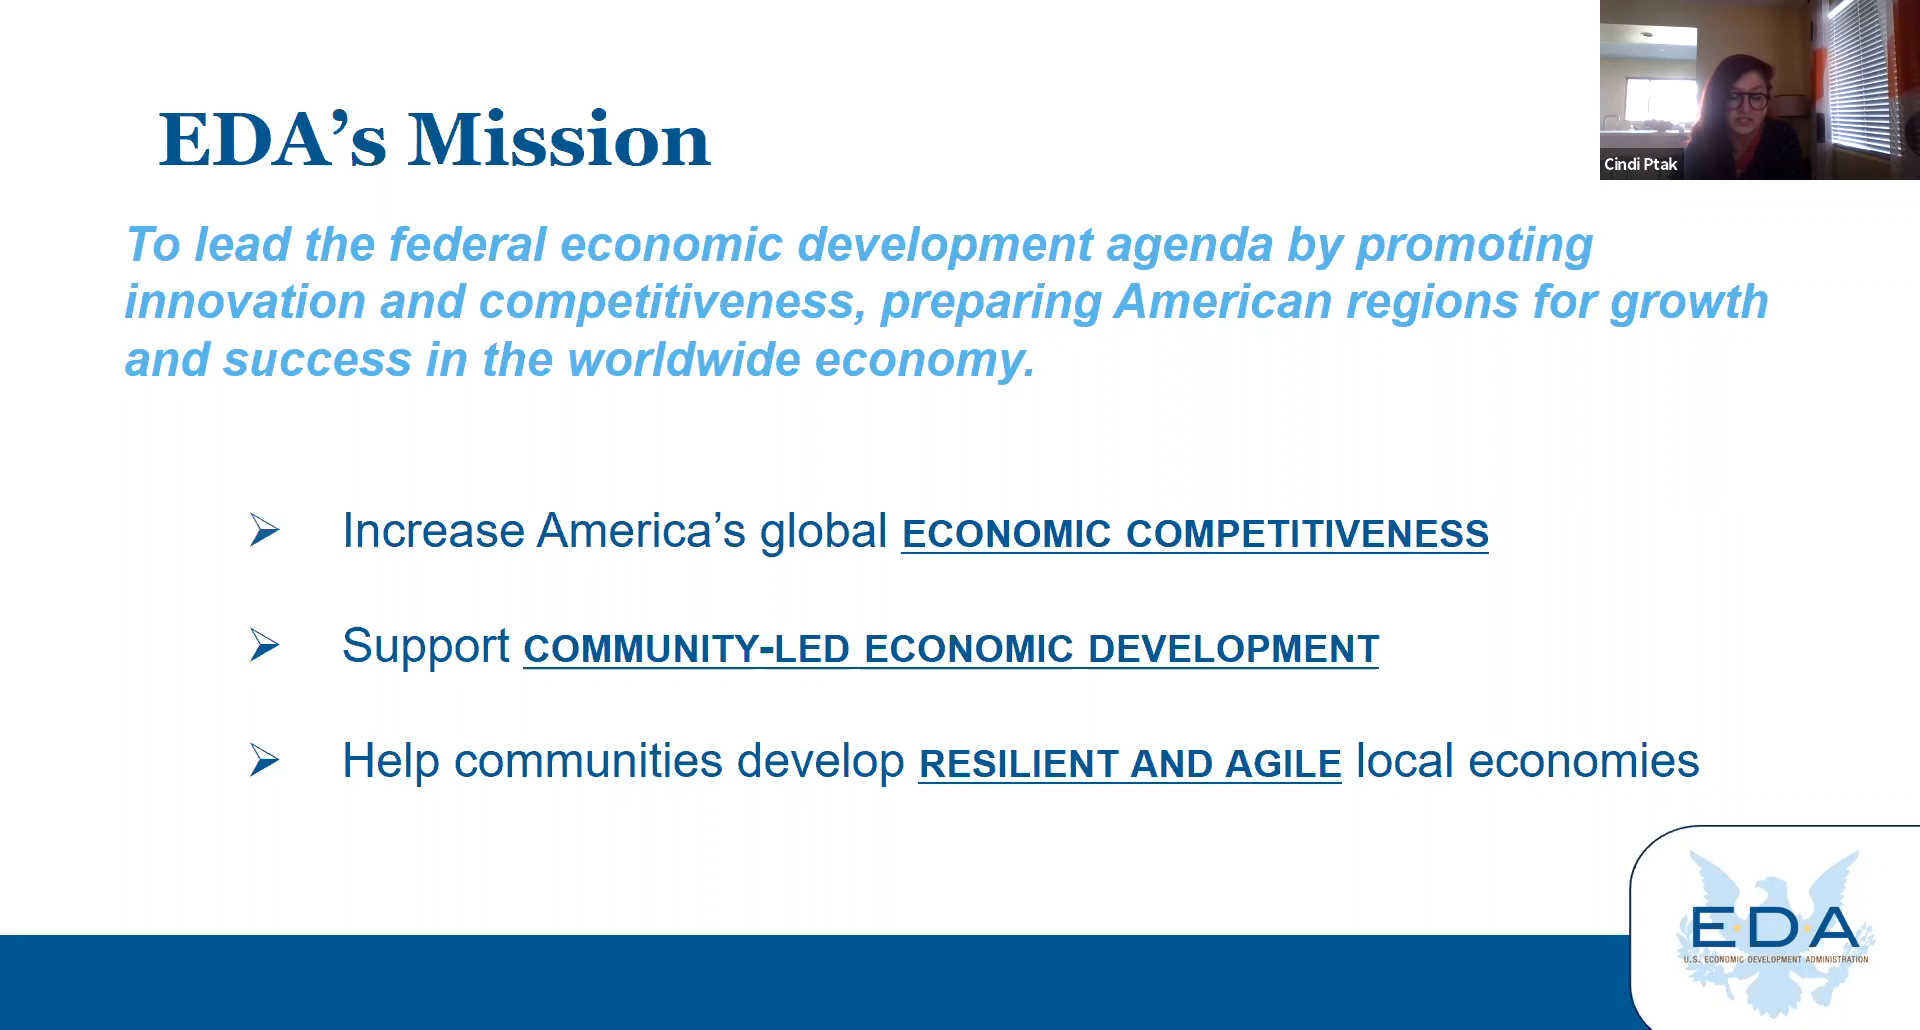 EDA’s Mission
Cindi Ptak
To lead the federal economic development agenda by promoting
innovation and competitiveness, preparing American regions for growth
and success in the worldwide economy.
➢ Increase America’s global ECONOMIC COMPETITIVENESS
➢ Support COMMUNITY-LED ECONOMIC DEVELOPMENT
➢ Help communities develop RESILIENT AND AGILE local economies
E·D·A
U.S. ECONOMIC DEVELOPMENT ADMINISTRATION